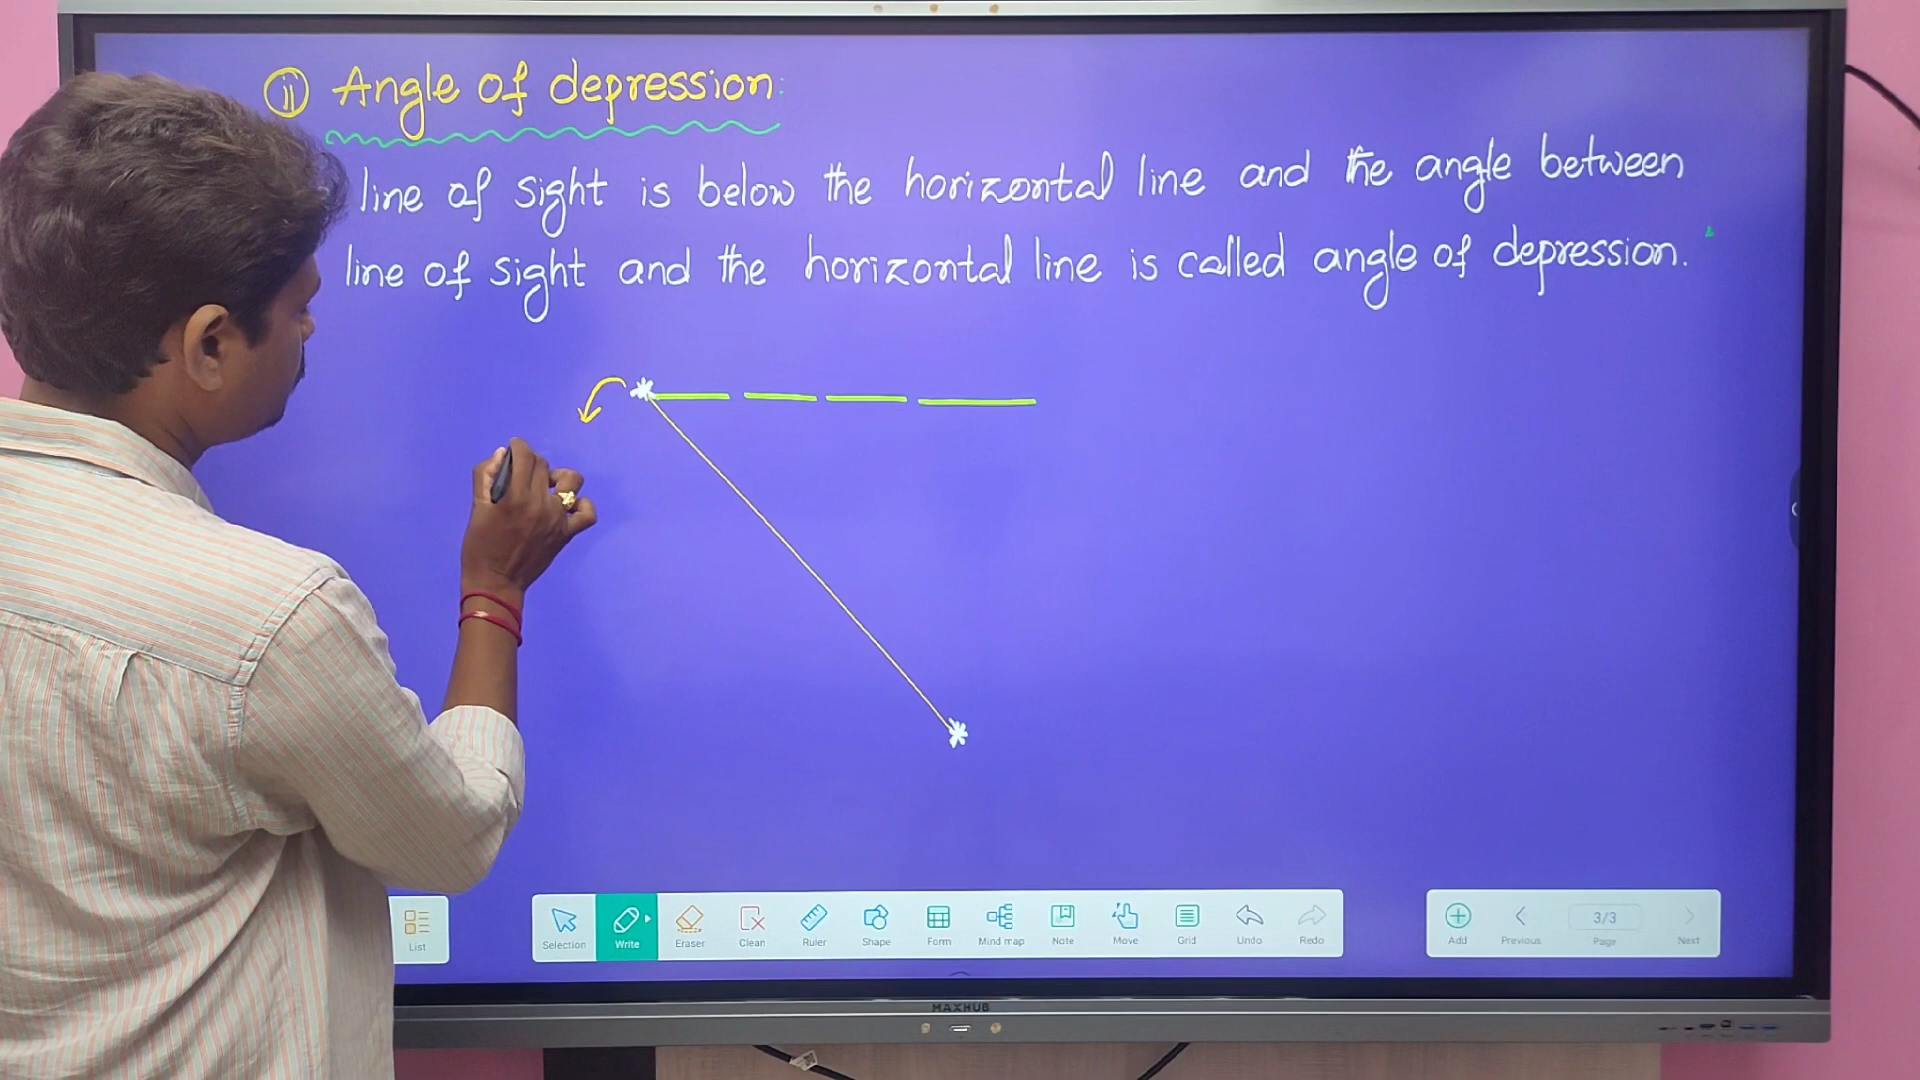 ii Angle of depression:
line of sight is below the horizontal line and the angle between
line of sight and the horizontal line is called angle of depression.
List
Selection
Write
Eraser
Clean
Ruler
Shape
Form
Mind map
Note
Move
Grid
Undo
Redo
Add
Previous
3/3
Page
Next
MAXHUB